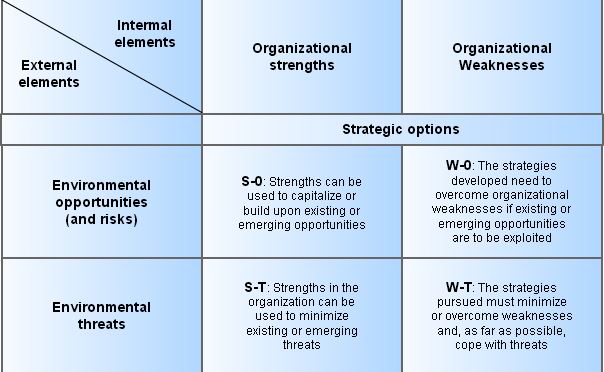 Internal
elements
External
elements
Organizational
strengths
Organizational
Weaknesses
Strategic options
Environmental
opportunities
(and risks)
S-0: Strengths can be
used to capitalize or
build upon existing or
emerging opportunities
W-0: The strategies
developed need to
overcome organizational
weaknesses if existing or
emerging opportunities
are to be exploited
Environmental
threats
S-T: Strengths in the
organization can be
used to minimize
existing or emerging
threats
W-T: The strategies
pursued must minimize
or overcome weaknesses
and, as far as possible,
cope with threats